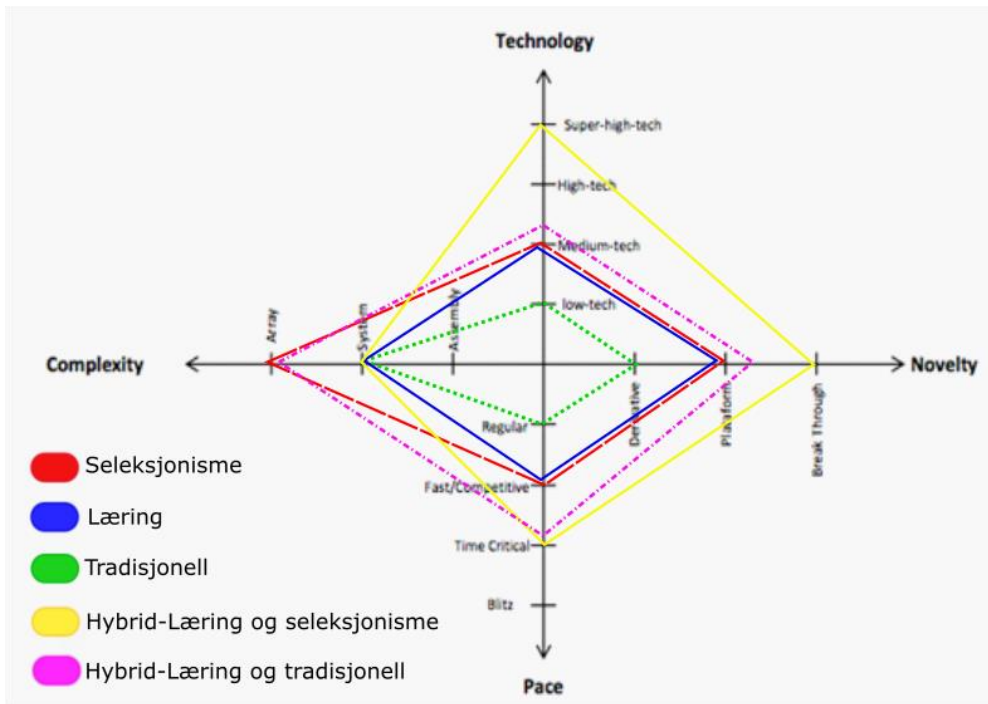 Technology
Super-high-tech
High-tech
Medium-tech
low-tech
Array
System
Assembly
Complexity
Novelty
Derivative
Plataform
Break Through
Regular
Fast/Competitive
Time Critical
Blitz
Pace
Seleksjonisme
Læring
Tradisjonell
Hybrid-Læring og seleksjonisme
Hybrid-Læring og tradisjonell